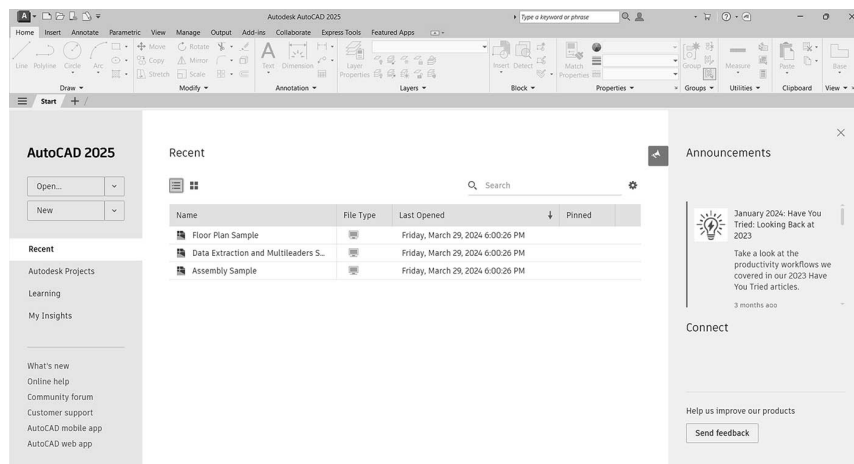 A
Autodesk AutoCAD 2025
Type a keyword or phrase
Home Insert Annotate Parametric View Manage Output Add-ins Collaborate Express Tools Featured Apps
Line Polyline Circle Arc
Move Rotate
Copy Mirror
Stretch Scale
Text Dimension
Layer Properties
Insert Detect
Match Properties
Group
Measure
Paste
Base
Draw Modify Annotation Layers Block Properties Groups Utilities Clipboard View
Start
AutoCAD 2025
Open...
New
Recent
Autodesk Projects
Learning
My Insights
What's new
Online help
Community forum
Customer support
AutoCAD mobile app
AutoCAD web app
Recent
Search
Name File Type Last Opened Pinned
Floor Plan Sample Friday, March 29, 2024 6:00:26 PM
Data Extraction and Multileaders S... Friday, March 29, 2024 6:00:26 PM
Assembly Sample Friday, March 29, 2024 6:00:26 PM
Announcements
January 2024: Have You
Tried: Looking Back at
2023
Take a look at the
productivity workflows we
covered in our 2023 Have
You Tried articles.
3 months ago
Connect
Help us improve our products
Send feedback